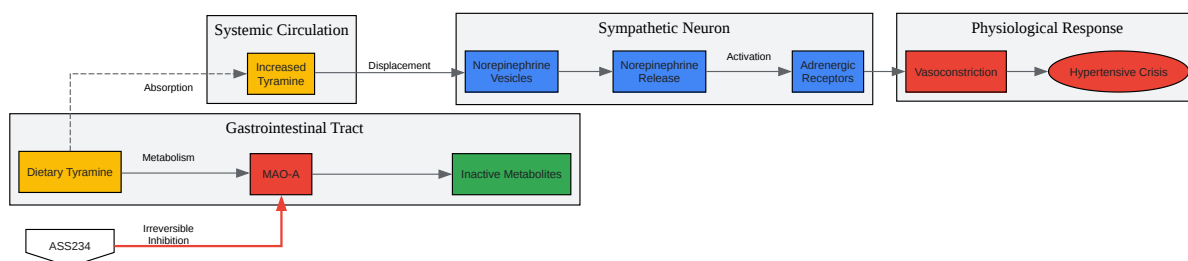 Systemic Circulation
Increased
Tyramine
Absorption
Displacement
Sympathetic Neuron
Norepinephrine
Vesicles
Norepinephrine
Release
Activation
Adrenergic
Receptors
Physiological Response
Vasoconstriction
Hypertensive Crisis
Gastrointestinal Tract
Dietary Tyramine
Metabolism
MAO-A
Inactive Metabolites
ASS234
Irreversible
Inhibition